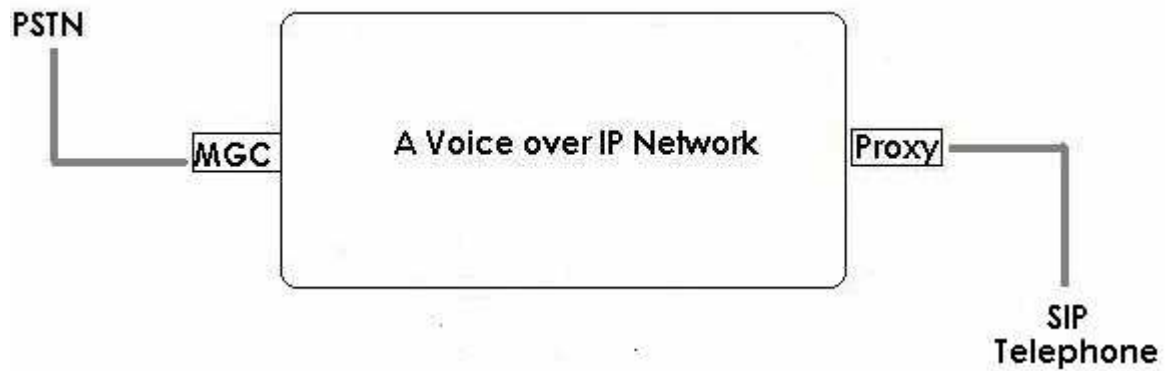 PSTN
MGC
A Voice over IP Network
Proxy
SIP
Telephone